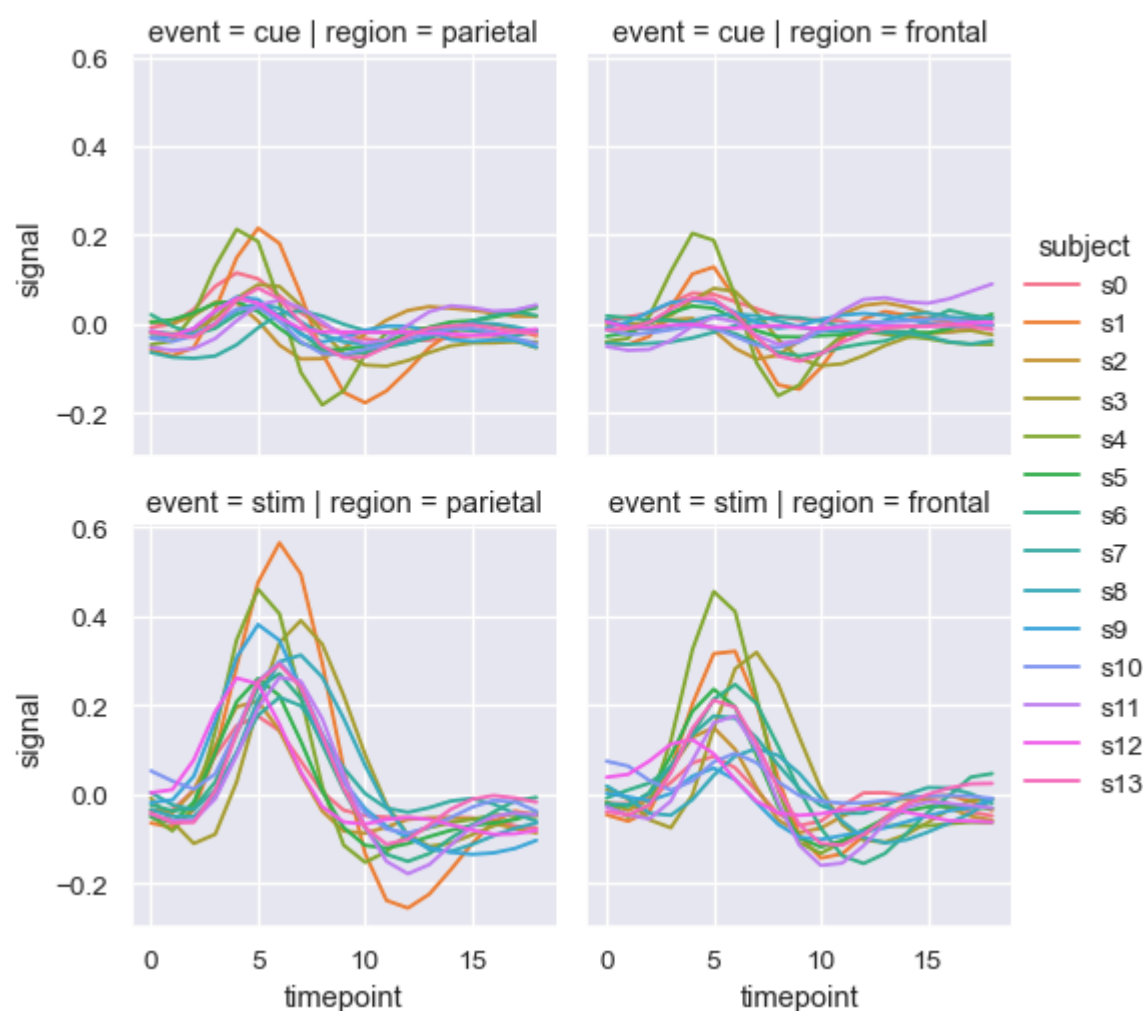 event = cue | region = parietal
event = cue | region = frontal
0.6
0.4
0.2
0.0
−0.2
signal
event = stim | region = parietal
event = stim | region = frontal
0.6
0.4
0.2
0.0
−0.2
signal
0 5 10 15
timepoint
0 5 10 15
timepoint
subject
s0
s1
s2
s3
s4
s5
s6
s7
s8
s9
s10
s11
s12
s13